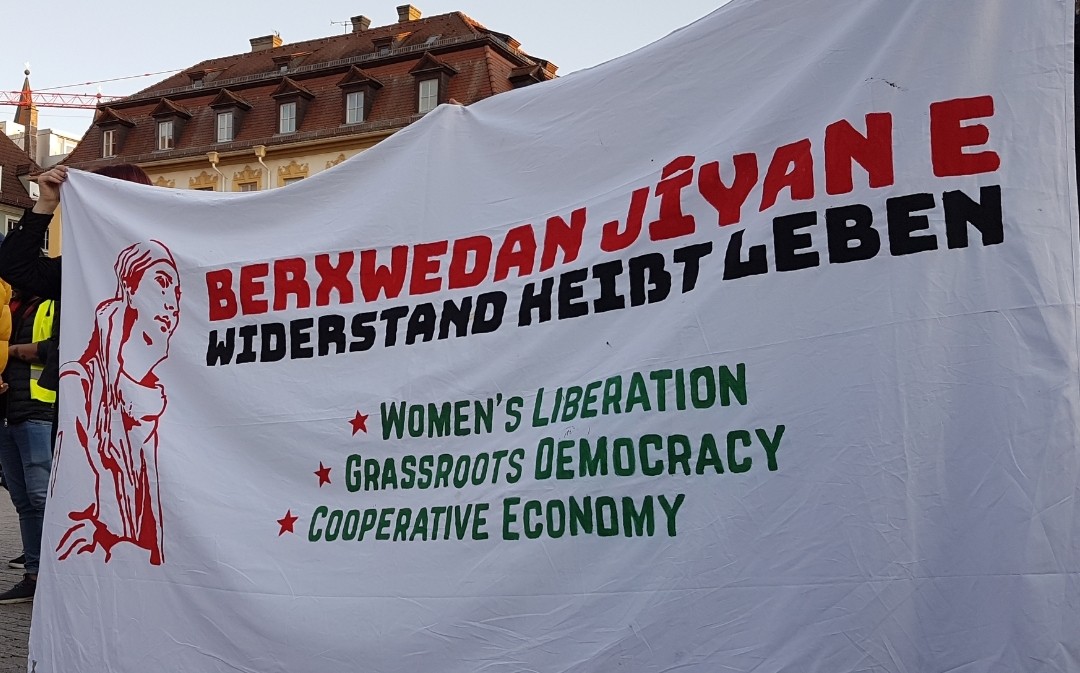 BERXWEDAN JÎYAN E
WIDERSTAND HEIẞT LEBEN
★ WOMEN'S LIBERATION
★ GRASSROOTS DEMOCRACY
★ COOPERATIVE ECONOMY